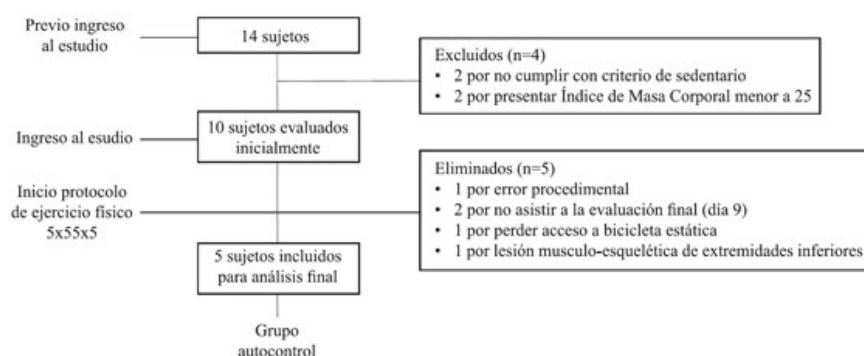 Previo ingreso
al estudio
14 sujetos
Excluidos (n=4)
• 2 por no cumplir con criterio de sedentario
• 2 por presentar Índice de Masa Corporal menor a 25
Ingreso al esudio
10 sujetos evaluados
inicialmente
Eliminados (n=5)
• 1 por error procedimental
• 2 por no asistir a la evaluación final (día 9)
• 1 por perder acceso a bicicleta estática
• 1 por lesión musculo-esquelética de extremidades inferiores
Inicio protocolo
de ejercicio físico
5x55x5
5 sujetos incluidos
para análisis final
Grupo
autocontrol